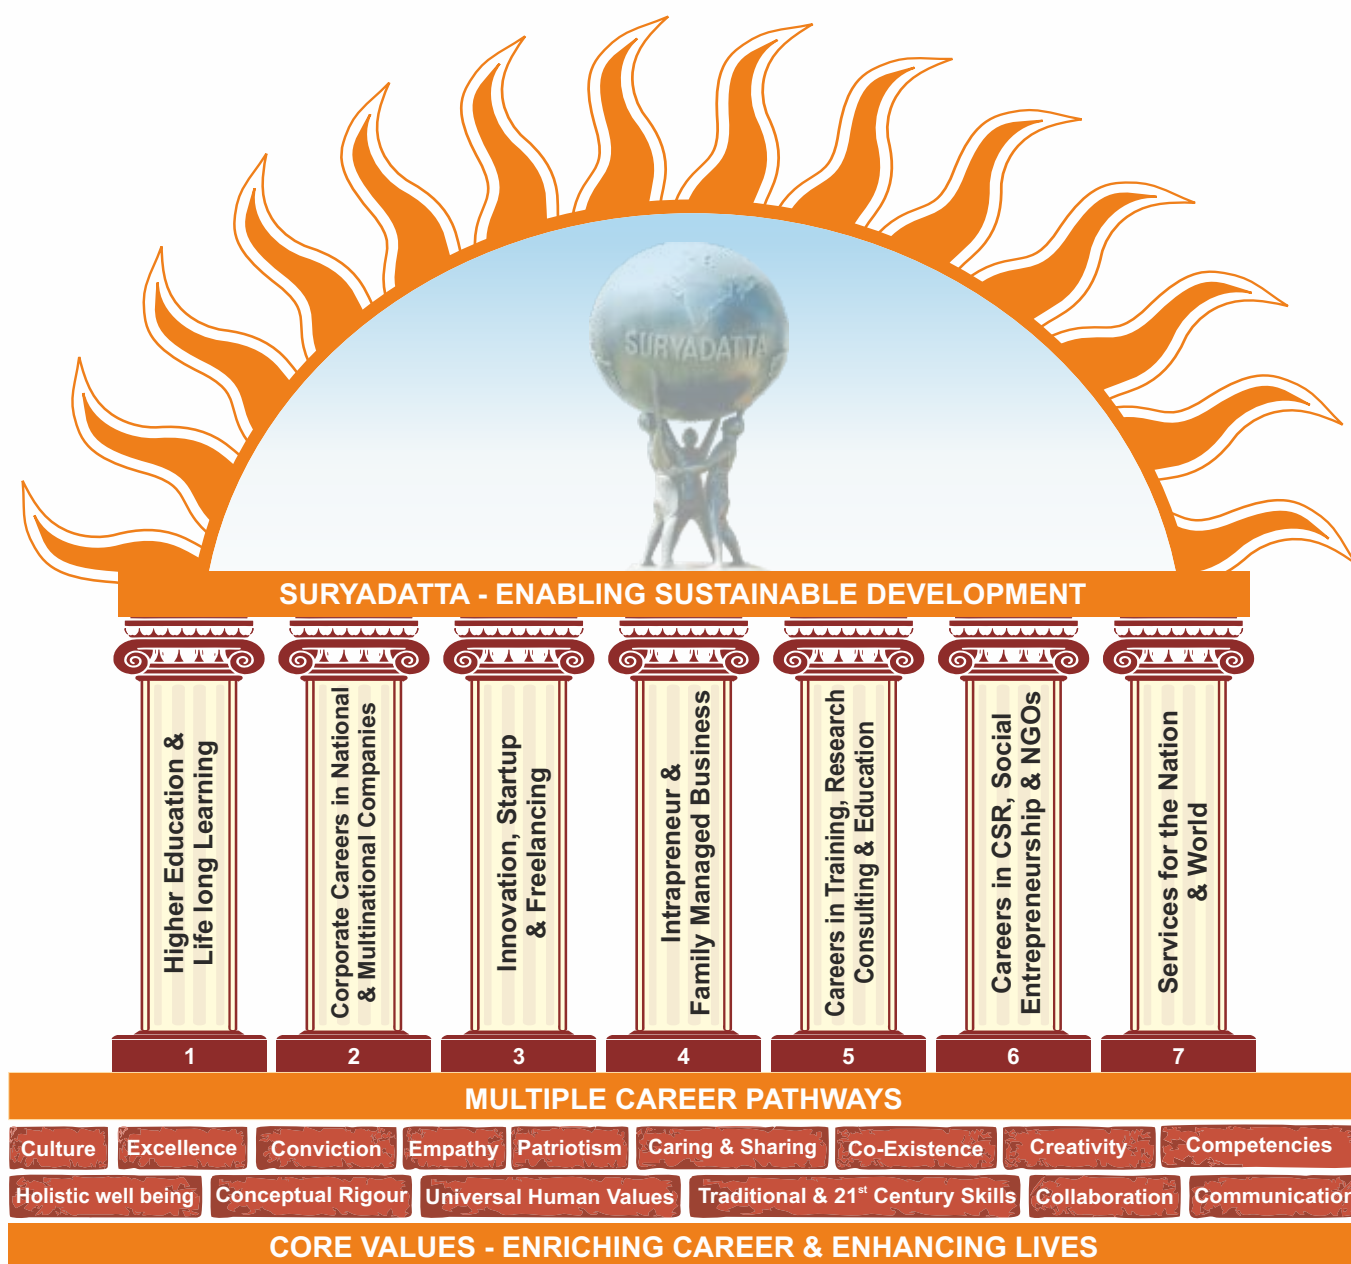 SURYADATTA
SURYADATTA - ENABLING SUSTAINABLE DEVELOPMENT
Higher Education &
Life long Learning
Corporate Careers in National
& Multinational Companies
Innovation, Startup
& Freelancing
Intrapreneur &
Family Managed Business
Careers in Training, Research
Consulting & Education
Careers in CSR, Social
Entrepreneurship & NGOs
Services for the Nation
& World
1 2 3 4 5 6 7
MULTIPLE CAREER PATHWAYS
Culture Excellence Conviction Empathy Patriotism Caring & Sharing Co-Existence Creativity Competencies
Holistic well being Conceptual Rigour Universal Human Values Traditional & 21st Century Skills Collaboration Communication
CORE VALUES - ENRICHING CAREER & ENHANCING LIVES